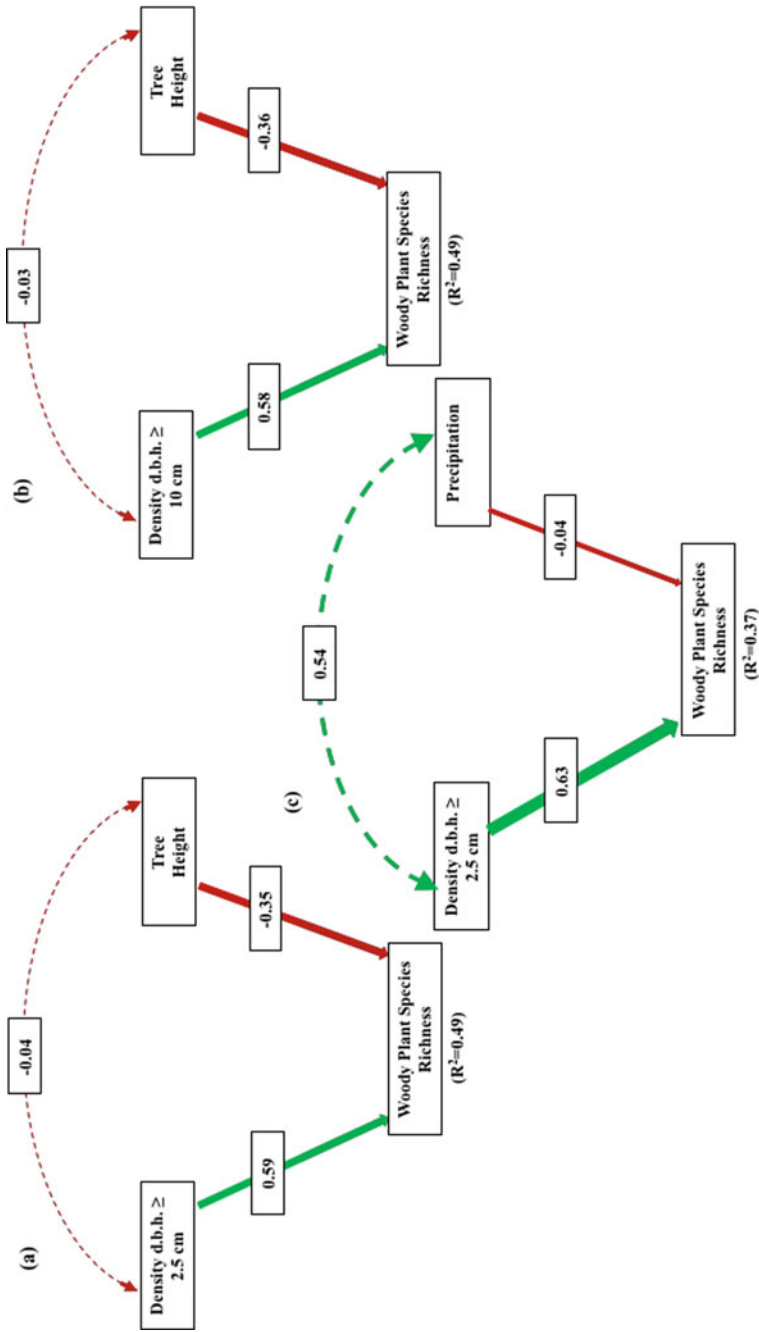 (a)
-0.04
Density d.b.h. ≥
2.5 cm
Tree
Height
0.59
-0.35
Woody Plant Species
Richness
(R²=0.49)
(b)
-0.03
Density d.b.h. ≥
10 cm
Tree
Height
0.58
-0.36
Woody Plant Species
Richness
(R²=0.49)
(c)
0.54
Density d.b.h. ≥
2.5 cm
Precipitation
0.63
-0.04
Woody Plant Species
Richness
(R²=0.37)